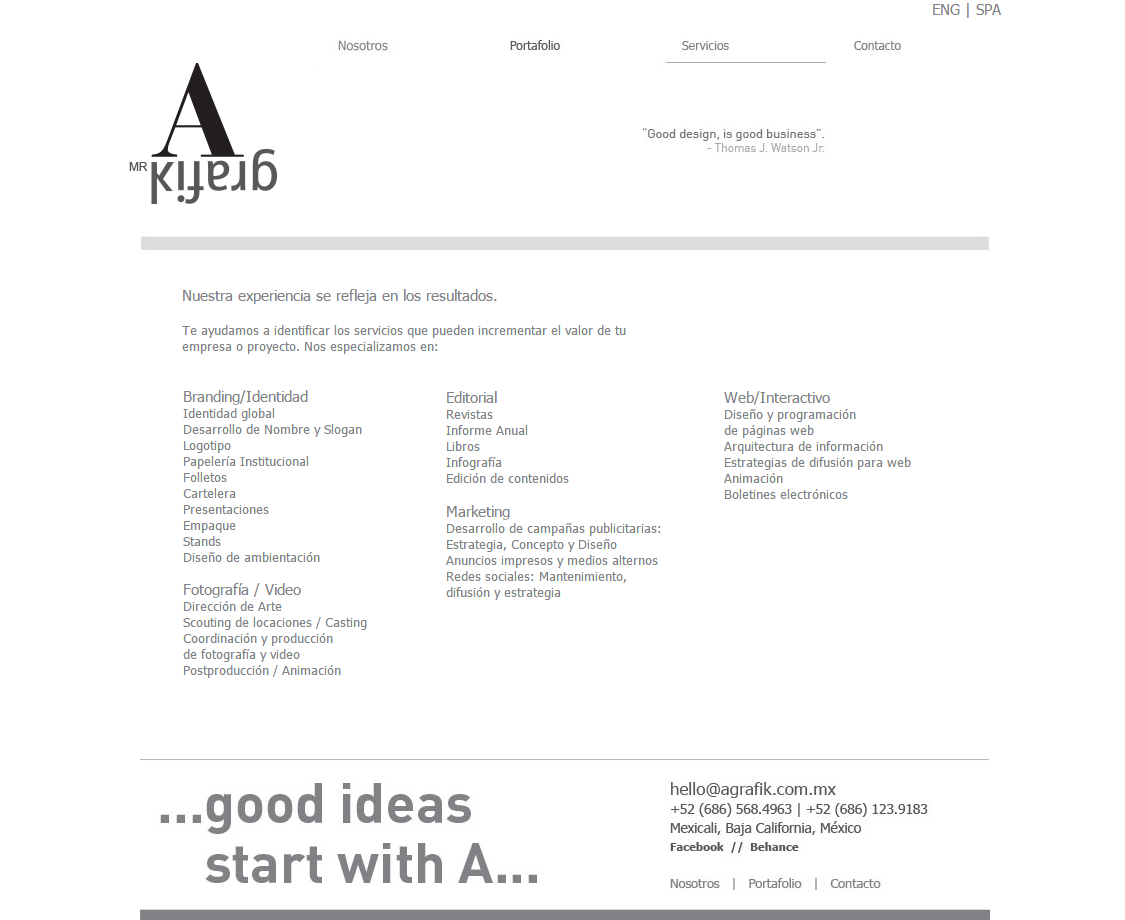 ENG | SPA
Nosotros
Portafolio
Servicios
Contacto
A
MR
grafik
"Good design, is good business".
- Thomas J. Watson Jr.
Nuestra experiencia se refleja en los resultados.
Te ayudamos a identificar los servicios que pueden incrementar el valor de tu
empresa o proyecto. Nos especializamos en:
Branding/Identidad
Identidad global
Desarrollo de Nombre y Slogan
Logotipo
Papelería Institucional
Folletos
Cartelera
Presentaciones
Empaque
Stands
Diseño de ambientación
Fotografía / Video
Dirección de Arte
Scouting de locaciones / Casting
Coordinación y producción
de fotografía y video
Postproducción / Animación
Editorial
Revistas
Informe Anual
Libros
Infografía
Edición de contenidos
Marketing
Desarrollo de campañas publicitarias:
Estrategia, Concepto y Diseño
Anuncios impresos y medios alternos
Redes sociales: Mantenimiento,
difusión y estrategia
Web/Interactivo
Diseño y programación
de páginas web
Arquitectura de información
Estrategias de difusión para web
Animación
Boletines electrónicos
...good ideas
start with A...
hello@agrafik.com.mx
+52 (686) 568.4963 | +52 (686) 123.9183
Mexicali, Baja California, México
Facebook // Behance
Nosotros | Portafolio | Contacto